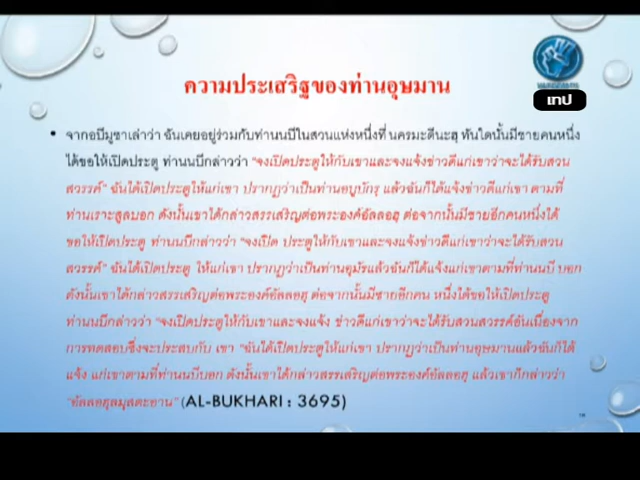 เทป
ความประเสริฐของท่านอุษมาน
• จากอบีมูซาเล่าว่า ฉันเคยอยู่ร่วมกับท่านนบีในสวนแห่งหนึ่งที่ นครมะดีนะฮฺ ทันใดนั้นมีชายคนหนึ่ง
ได้ขอให้เปิดประตู ท่านนบีกล่าวว่า "จงเปิดประตูให้กับเขาและจงแจ้งข่าวดีแก่เขาว่าจะได้รับสวน
สวรรค์" ฉันได้เปิดประตูให้แก่เขา ปรากฏว่าเป็นท่านอบูบักรฺ แล้วฉันก็ได้แจ้งข่าวดีแก่เขา ตามที่
ท่านเราะสูลบอก ดังนั้นเขาได้กล่าวสรรเสริญต่อพระองค์อัลลอฮฺ ต่อจากนั้นมีชายอีกคนหนึ่งได้
ขอให้เปิดประตู ท่านนบีกล่าวว่า "จงเปิด ประตูให้กับเขาและจงแจ้งข่าวดีแก่เขาว่าจะได้รับสวน
สวรรค์" ฉันได้เปิดประตู ให้แก่เขา ปรากฏว่าเป็นท่านอุมัรแล้วฉันก็ได้แจ้งแก่เขาตามที่ท่านนบี บอก
ดังนั้นเขาได้กล่าวสรรเสริญต่อพระองค์อัลลอฮฺ ต่อจากนั้นมีชายอีกคน หนึ่งได้ขอให้เปิดประตู
ท่านนบีกล่าวว่า "จงเปิดประตูให้กับเขาและจงแจ้ง ข่าวดีแก่เขาว่าจะได้รับสวนสวรรค์อันเนื่องจาก
การทดสอบซึ่งจะประสบกับ เขา "ฉันได้เปิดประตูให้แก่เขา ปรากฏว่าเป็นท่านอุษมานแล้วฉันก็ได้
แจ้ง แก่เขาตามที่ท่านนบีบอก ดังนั้นเขาได้กล่าวสรรเสริญต่อพระองค์อัลลอฮฺ แล้วเขาก็กล่าวว่า
"อัลลอฮุลมุสตะอาน" (AL-BUKHARI : 3695)